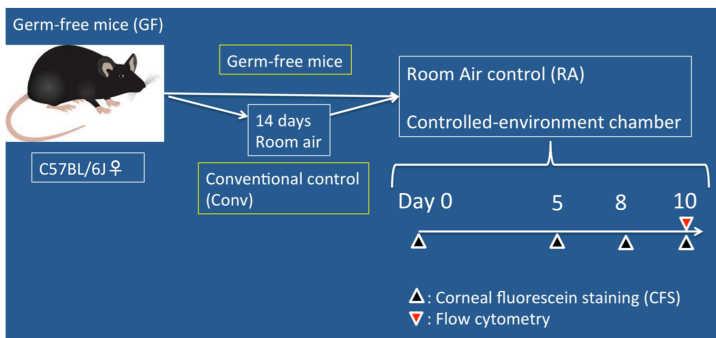 Germ-free mice (GF)
C57BL/6J♀
Germ-free mice
14 days
Room air
Conventional control
(Conv)
Room Air control (RA)
Controlled-environment chamber
Day 0 5 8 10
: Corneal fluorescein staining (CFS)
: Flow cytometry